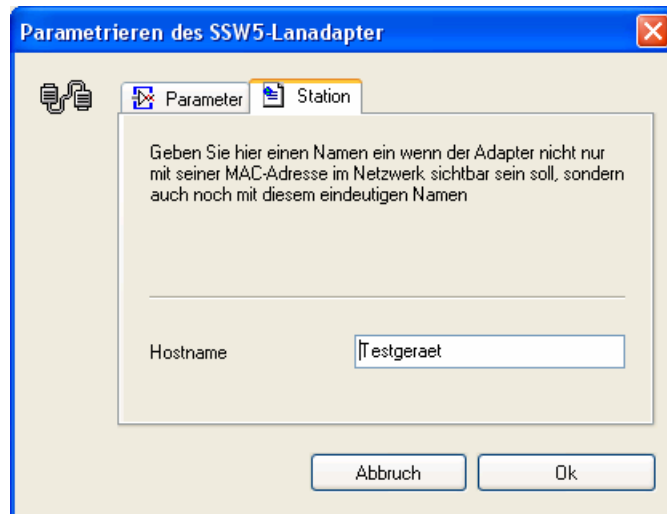 Parametrieren des SSW5-Lanadapter
Parameter
Station
Geben Sie hier einen Namen ein wenn der Adapter nicht nur
mit seiner MAC-Adresse im Netzwerk sichtbar sein soll, sondern
auch noch mit diesem eindeutigen Namen
Hostname
Testgeraet
Abbruch
Ok